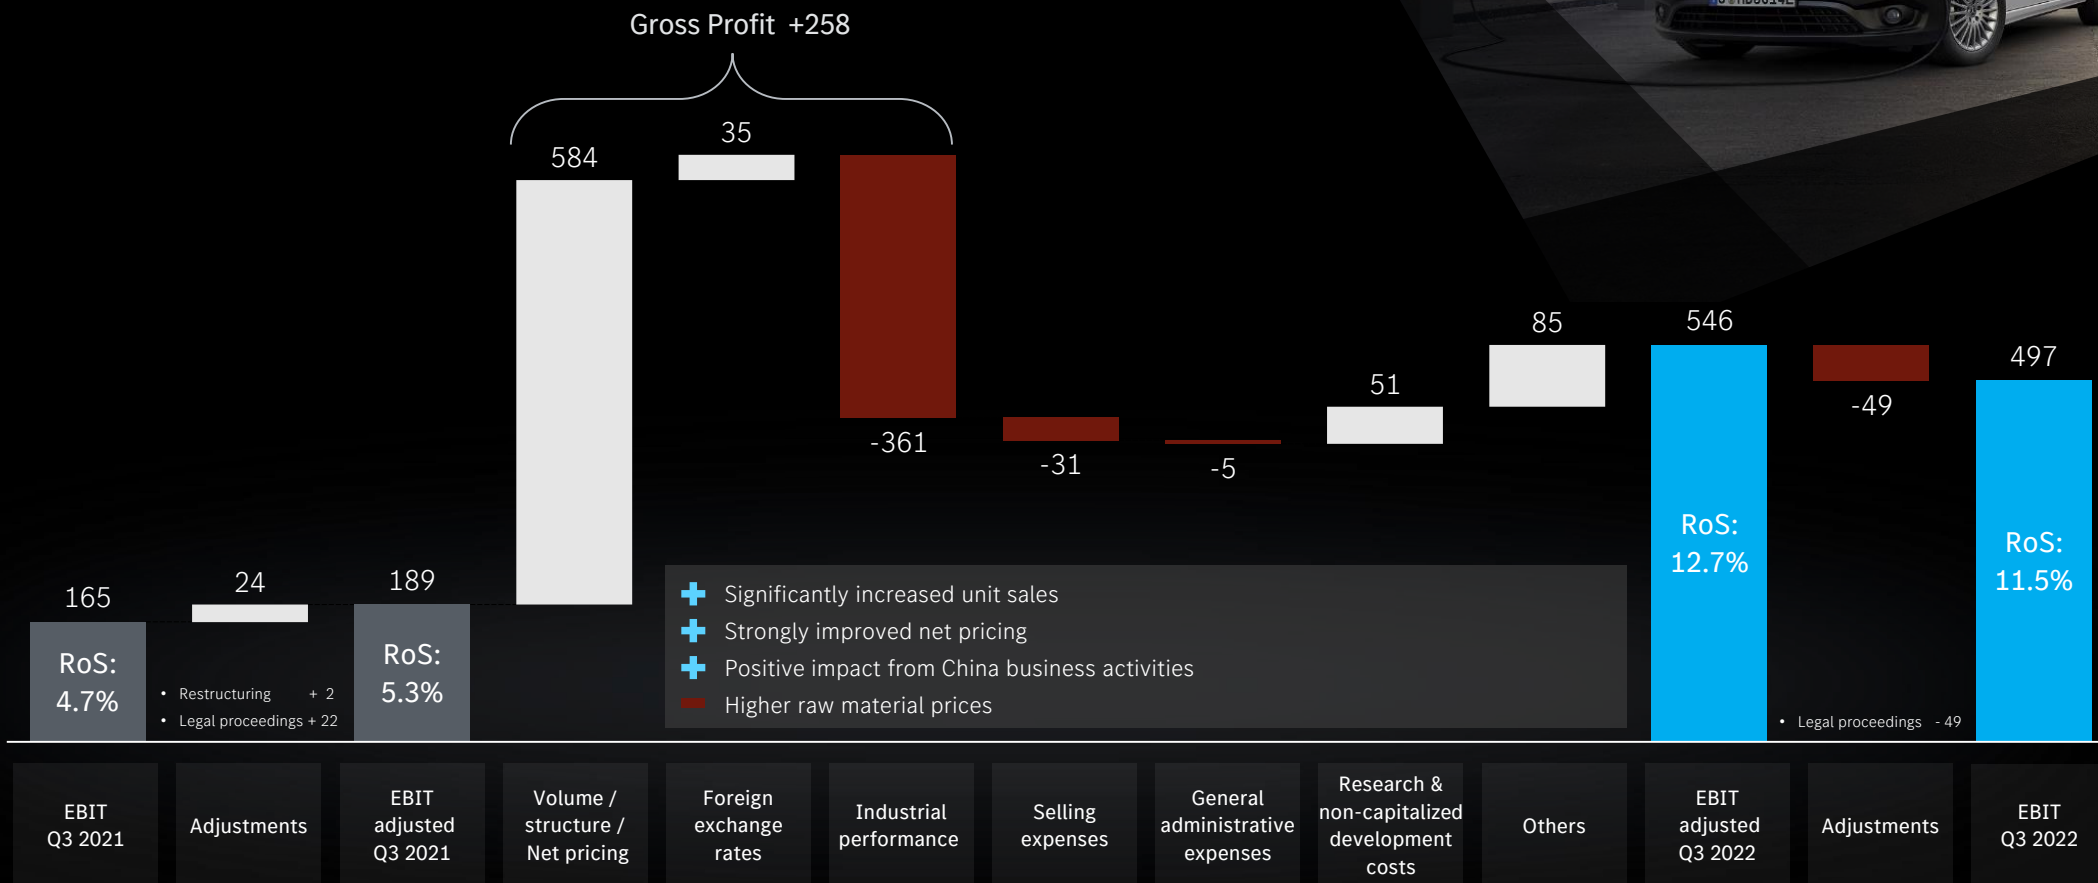 Gross Profit +258
584
35
-361
-31
-5
51
85
546
-49
497
165
24
189
RoS:
4.7%
• Restructuring + 2
• Legal proceedings + 22
RoS:
5.3%
Significantly increased unit sales
Strongly improved net pricing
Positive impact from China business activities
Higher raw material prices
RoS:
12.7%
• Legal proceedings - 49
RoS:
11.5%
EBIT
Q3 2021
Adjustments
EBIT
adjusted
Q3 2021
Volume /
structure /
Net pricing
Foreign
exchange
rates
Industrial
performance
Selling
expenses
General
administrative
expenses
Research &
non-capitalized
development
costs
Others
EBIT
adjusted
Q3 2022
Adjustments
EBIT
Q3 2022